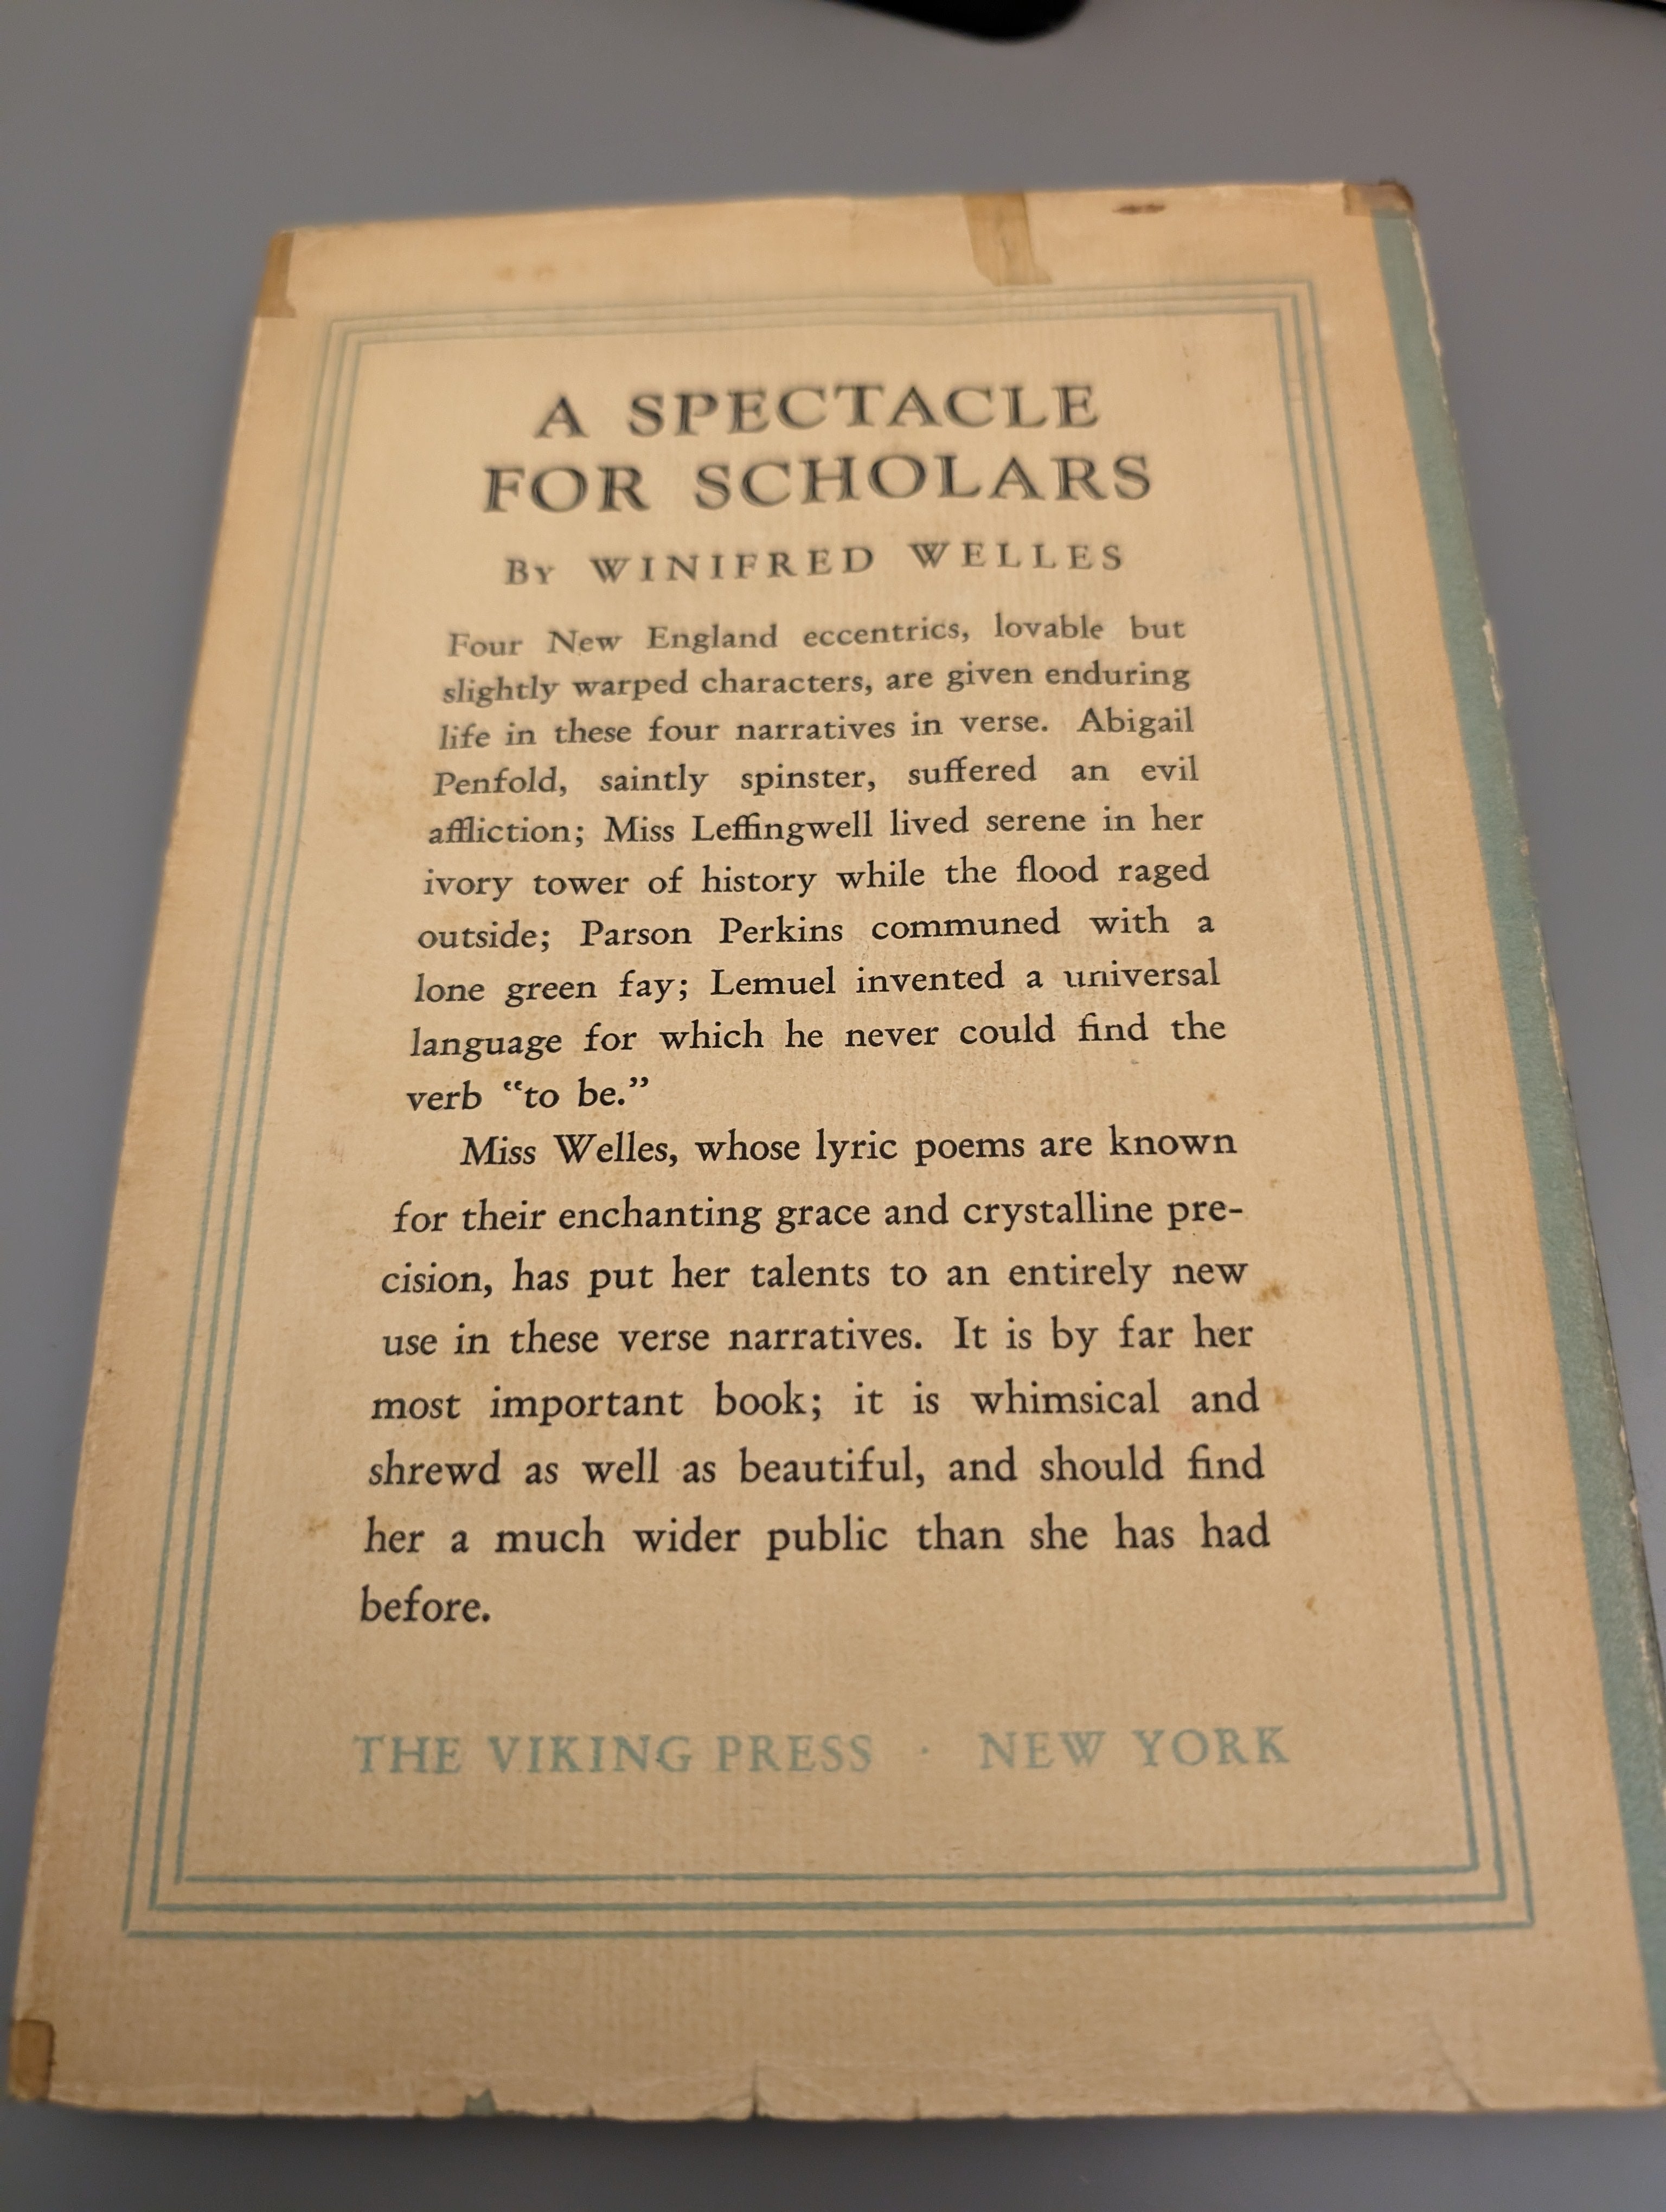 A SPECTACLE
FOR SCHOLARS
BY WINIFRED WELLES
Four New England eccentrics, lovable but
slightly warped characters, are given enduring
life in these four narratives in verse. Abigail
Penfold, saintly spinster, suffered an evil
affliction; Miss Leffingwell lived serene in her
ivory tower of history while the flood raged
outside; Parson Perkins communed with a
lone green fay; Lemuel invented a universal
language for which he never could find the
verb “to be.”
Miss Welles, whose lyric poems are known
for their enchanting grace and crystalline pre-
cision, has put her talents to an entirely new
use in these verse narratives. It is by far her
most important book; it is whimsical and
shrewd as well as beautiful, and should find
her a much wider public than she has had
before.
THE VIKING PRESS · NEW YORK